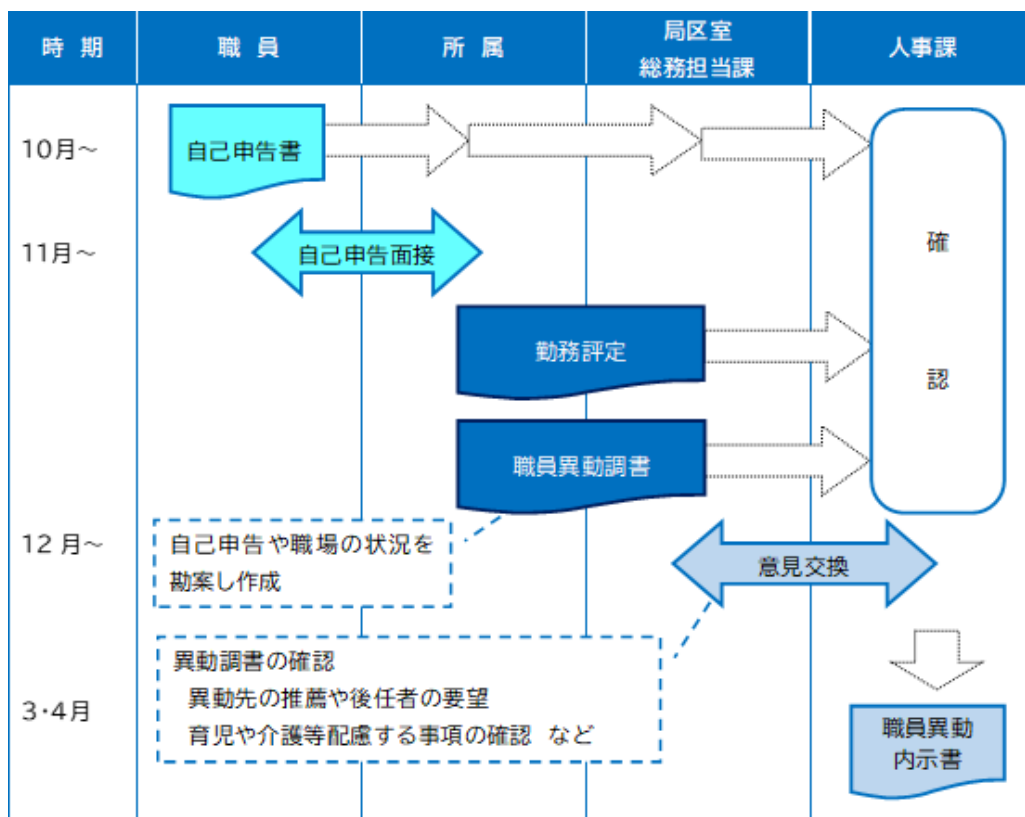 時 期
職 員
所 属
局区室
総務担当課
人事課
10月～
自己申告書
11月～
自己申告面接
確
認
勤務評定
職員異動調書
12 月～
自己申告や職場の状況を
勘案し作成
意見交換
異動調書の確認
異動先の推薦や後任者の要望
育児や介護等配慮する事項の確認 など
3･4月
職員異動
内示書